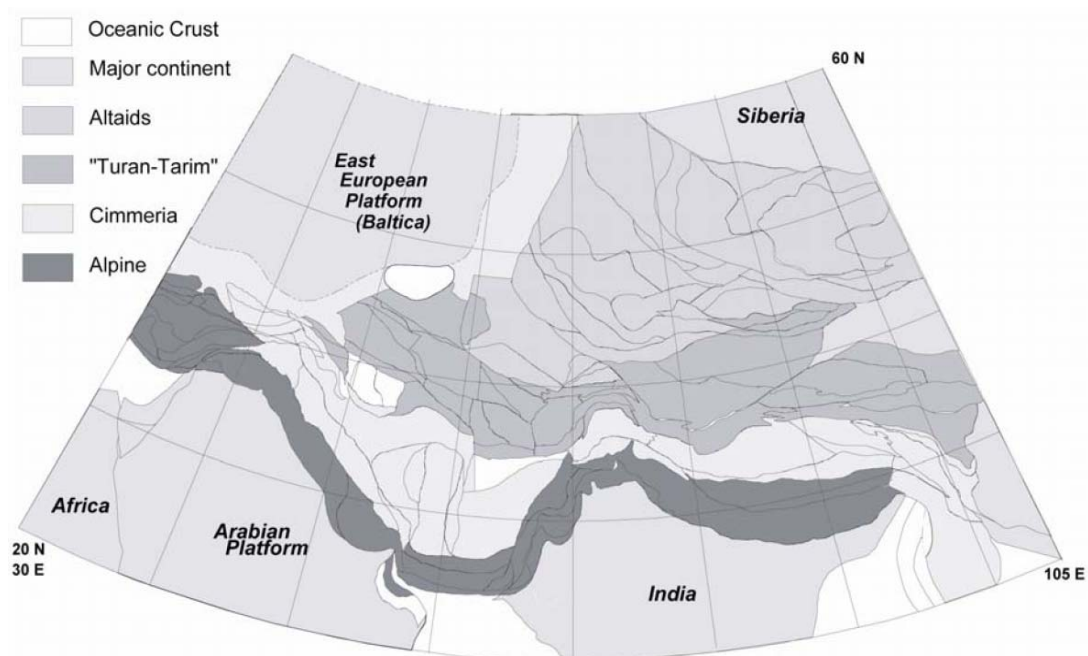 Oceanic Crust
Major continent
Altaids
"Turan-Tarim"
Cimmeria
Alpine
60 N
Siberia
East
European
Platform
(Baltica)
Africa
Arabian
Platform
India
20 N
30 E
105 E